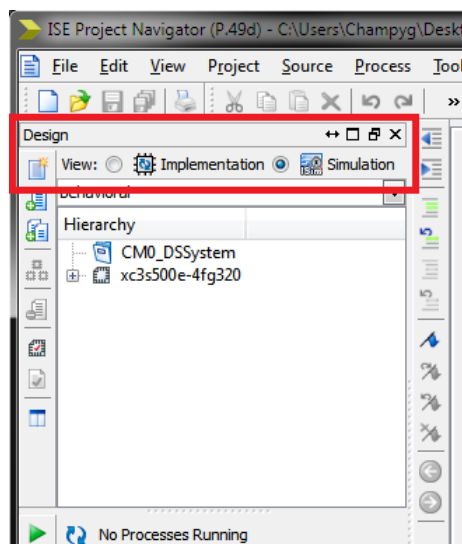 ISE Project Navigator (P.49d) - C:\Users\Champyg\Deskt
File Edit View Project Source Process Tool
»
Design
View: Implementation Simulation
Behavioral
Hierarchy
CM0_DSSystem
xc3s500e-4fg320
No Processes Running